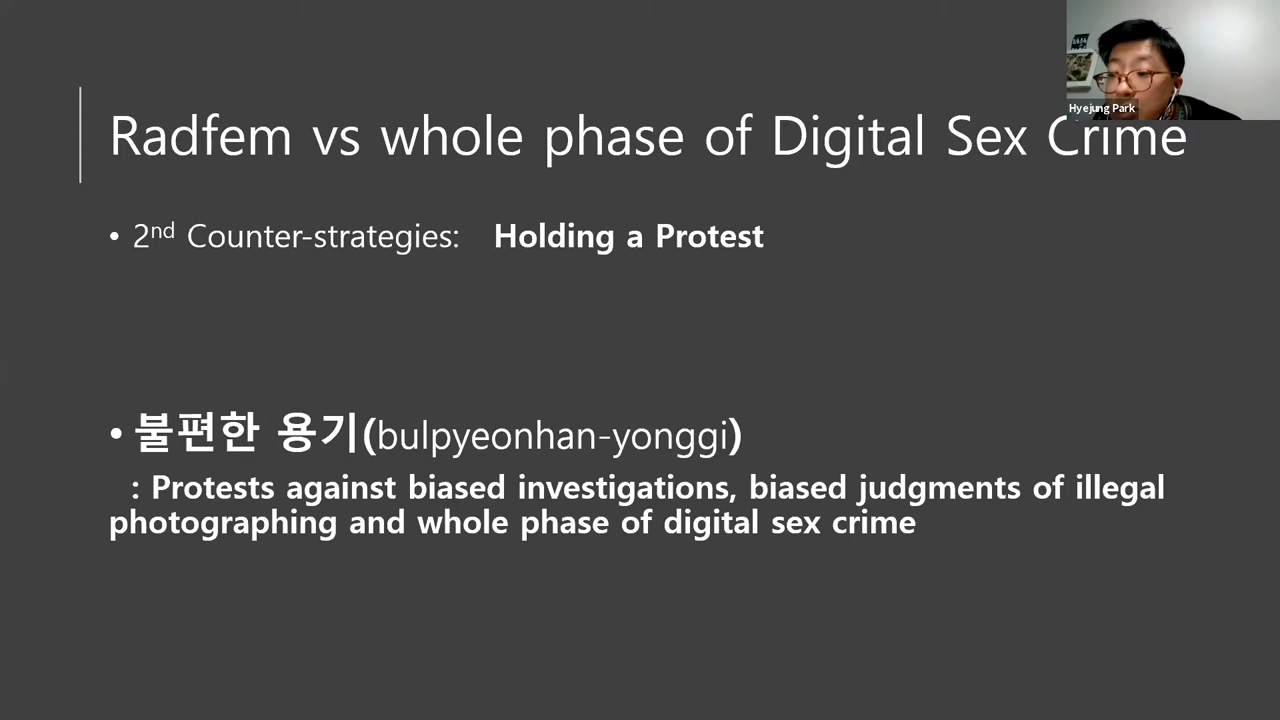 Hyejung Park
Radfem vs whole phase of Digital Sex Crime
• 2nd Counter-strategies: Holding a Protest
• 불편한 용기(bulpyeonhan-yonggi)
: Protests against biased investigations, biased judgments of illegal
photographing and whole phase of digital sex crime